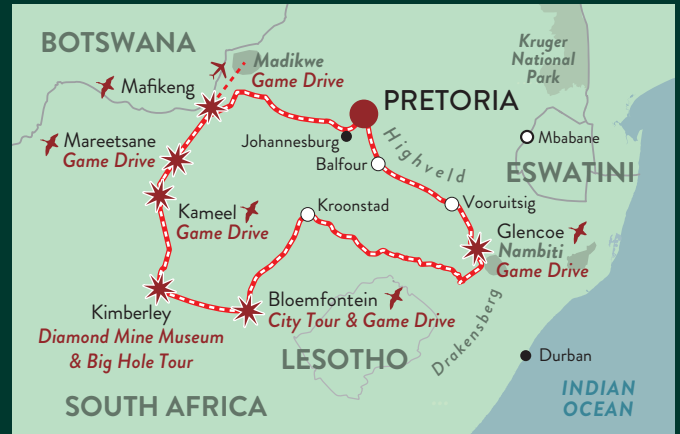 BOTSWANA
Madikwe
Game Drive
Kruger
National
Park
Mafikeng
PRETORIA
Mareetsane
Game Drive
Johannesburg
Highveld
Mbabane
Balfour
ESWATINI
Kameel
Game Drive
Kroonstad
Vooruitsig
Glencoe
Nambiti
Game Drive
Kimberley
Diamond Mine Museum
& Big Hole Tour
Bloemfontein
City Tour & Game Drive
Drakensberg
LESOTHO
Durban
SOUTH AFRICA
INDIAN
OCEAN